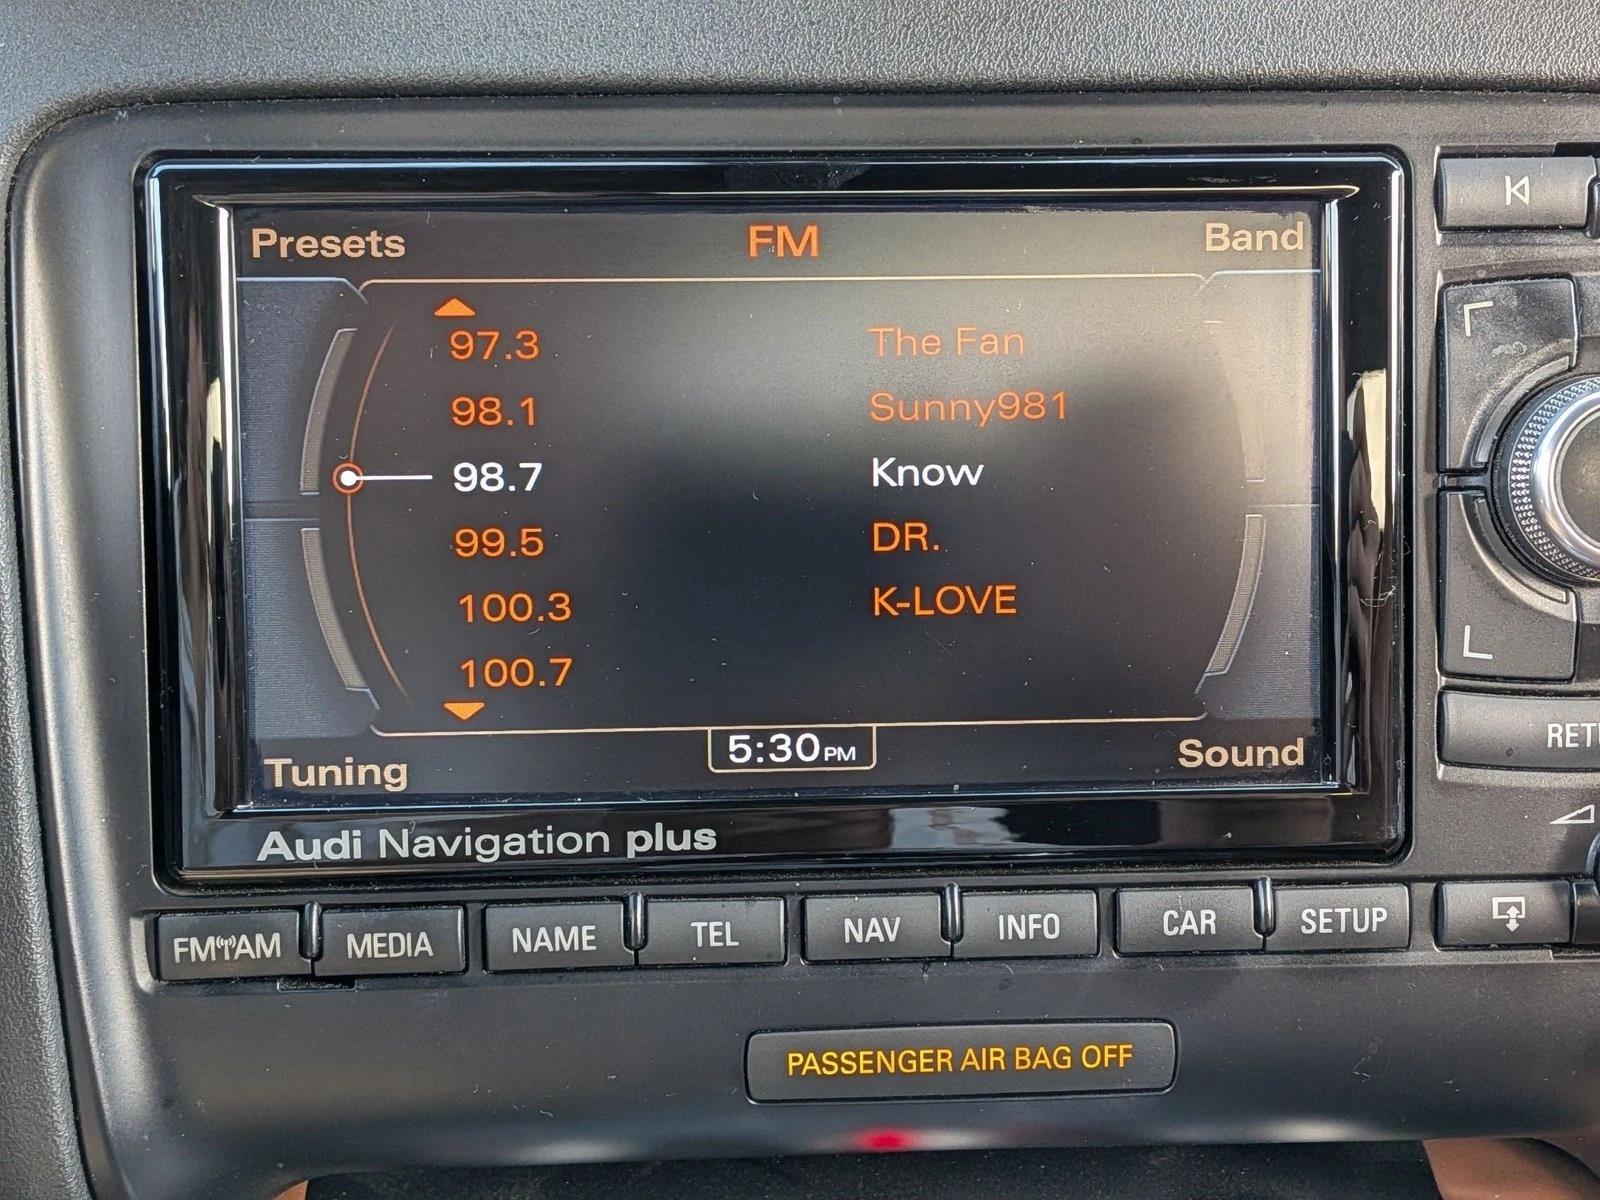 Presets FM Band
97.3 The Fan
98.1 Sunny981
98.7 Know
99.5 DR.
100.3 K-LOVE
100.7
Tuning 5:30PM Sound
Audi Navigation plus
FM AM MEDIA NAME TEL NAV INFO CAR SETUP
PASSENGER AIR BAG OFF